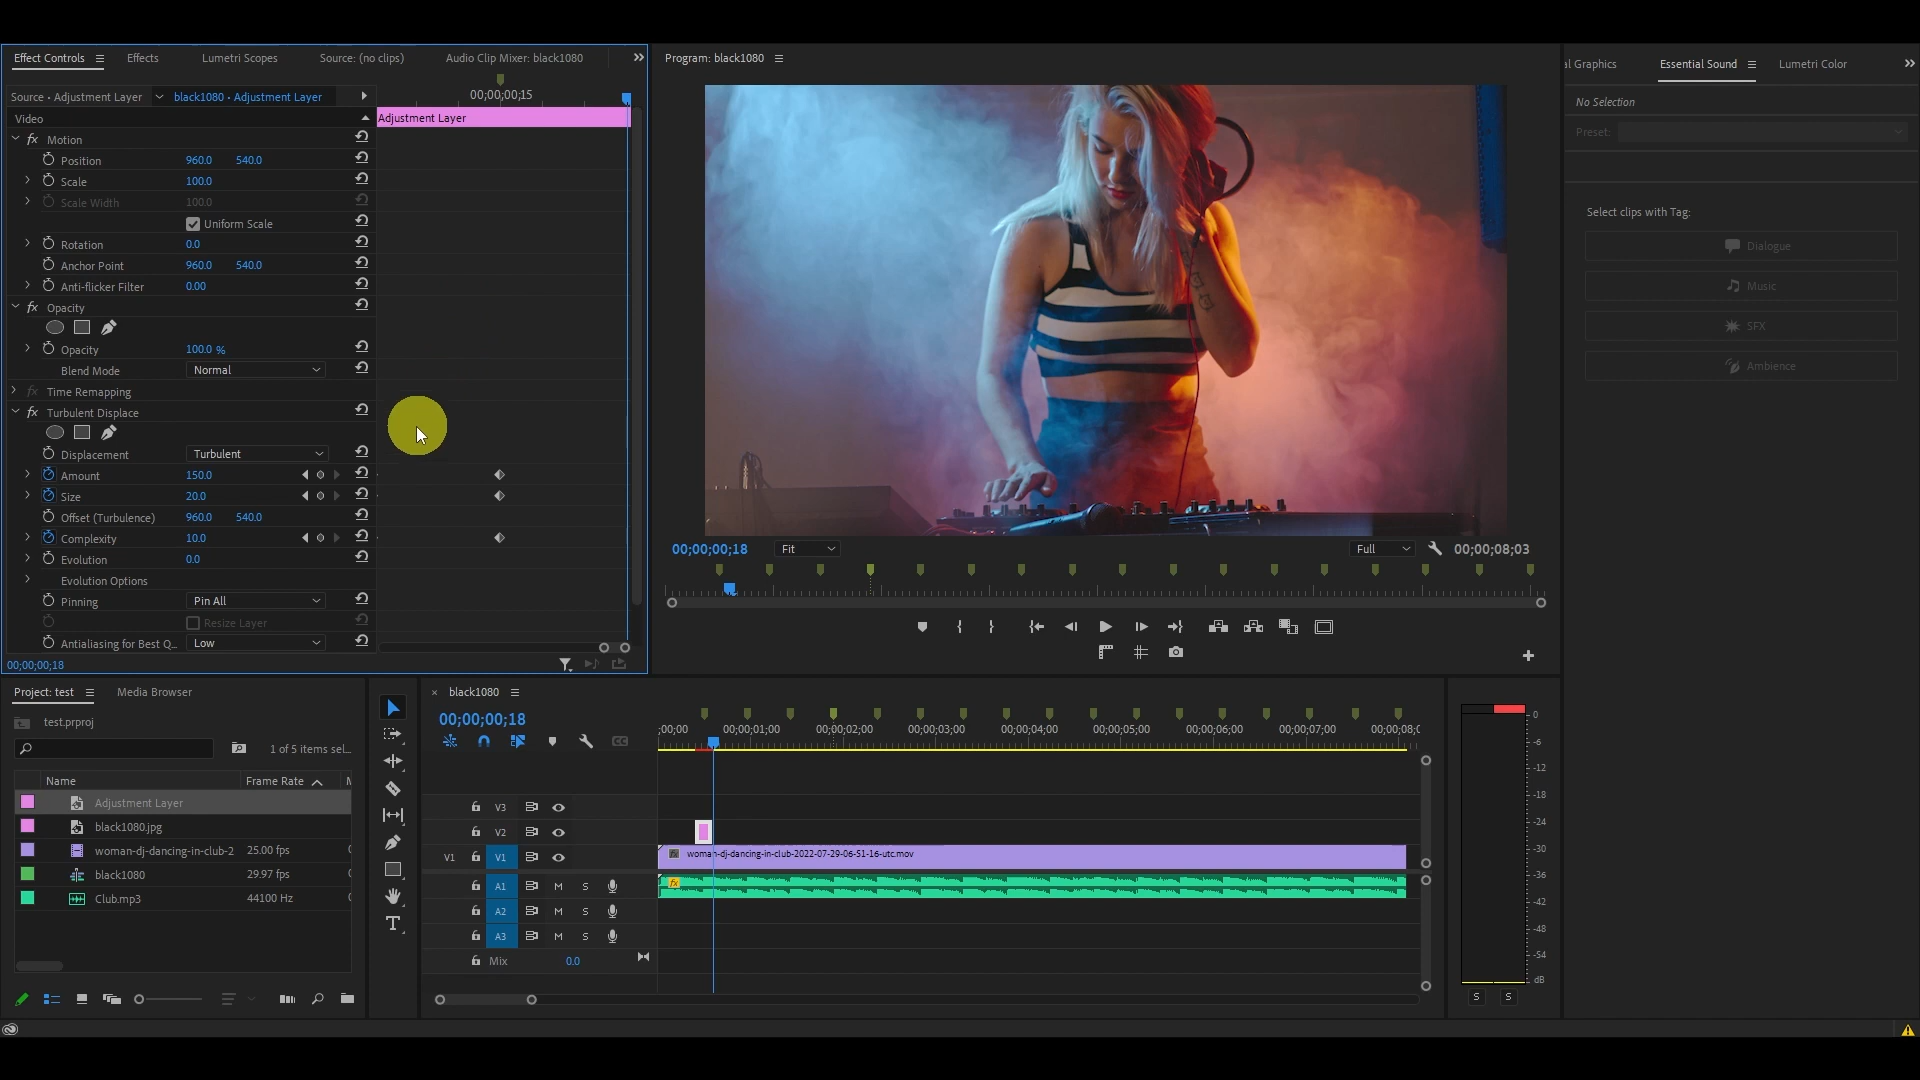 Effect Controls
Effects
Lumetri Scopes
Source: (no clips)
Audio Clip Mixer: black1080
Source • Adjustment Layer
black1080 • Adjustment Layer
00;00;00;15
Video
Adjustment Layer
fx Motion
Position 960.0 540.0
Scale 100.0
Scale Width 100.0
Uniform Scale
Rotation 0.0
Anchor Point 960.0 540.0
Anti-flicker Filter 0.00
fx Opacity
Opacity 100.0 %
Blend Mode Normal
fx Time Remapping
fx Turbulent Displace
Displacement Turbulent
Amount 150.0
Size 20.0
Offset (Turbulence) 960.0 540.0
Complexity 10.0
Evolution 0.0
Evolution Options
Pinning Pin All
Resize Layer
Antialiasing for Best Q... Low
00;00;00;18
Program: black1080
00;00;00;18
Fit
Full
00;00;08;03
al Graphics
Essential Sound
Lumetri Color
No Selection
Preset:
Select clips with Tag:
Dialogue
Music
SFX
Ambience
Project: test
Media Browser
test.prproj
1 of 5 items sel...
Name Frame Rate
Adjustment Layer
black1080.jpg
woman-dj-dancing-in-club-2 25.00 fps
black1080 29.97 fps
Club.mp3 44100 Hz
black1080
00;00;00;18
;00;00 00;00;01;00 00;00;02;00 00;00;03;00 00;00;04;00 00;00;05;00 00;00;06;00 00;00;07;00 00;00;08;0
V3
V2
V1 V1
fx woman-dj-dancing-in-club-2022-07-29-06-51-16-utc.mov
A1 M S
fx
A2 M S
A3 M S
Mix 0.0
0
-6
-12
-18
-24
-30
-36
-42
-48
-54
dB
S S